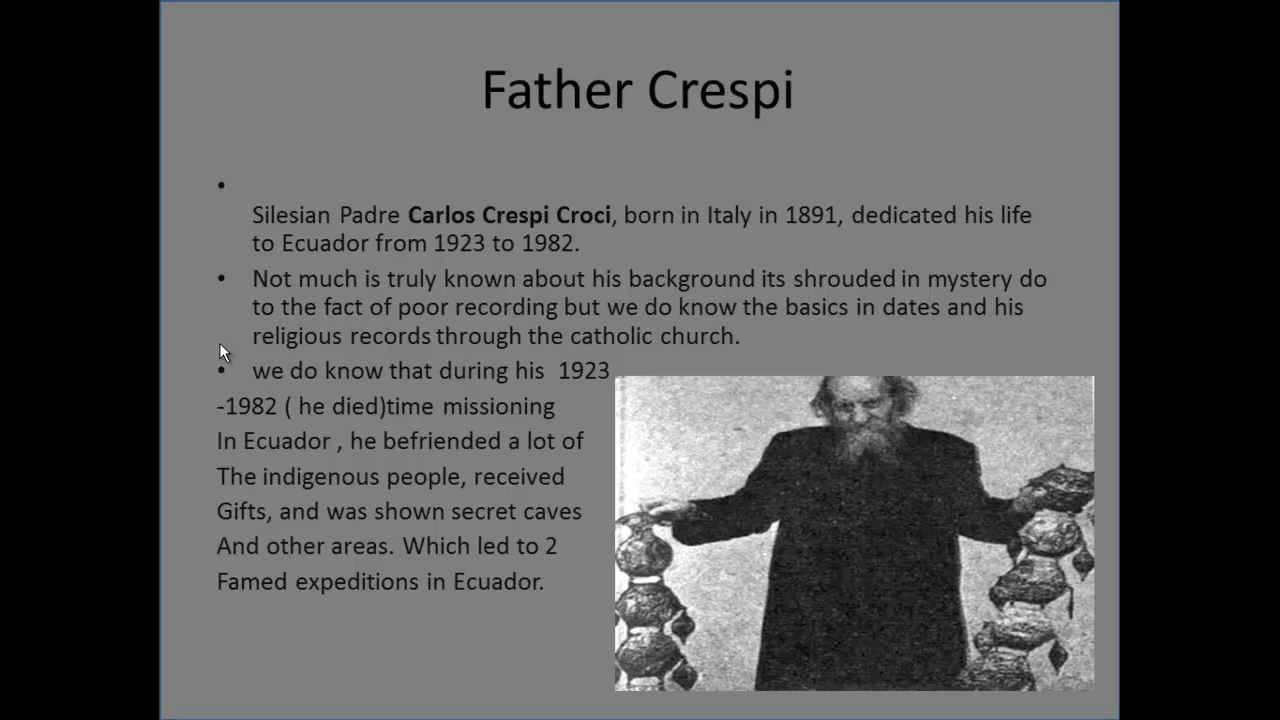 Father Crespi
•
Silesian Padre Carlos Crespi Croci, born in Italy in 1891, dedicated his life
to Ecuador from 1923 to 1982.
• Not much is truly known about his background its shrouded in mystery do
to the fact of poor recording but we do know the basics in dates and his
religious records through the catholic church.
• we do know that during his 1923
-1982 ( he died)time missioning
In Ecuador , he befriended a lot of
The indigenous people, received
Gifts, and was shown secret caves
And other areas. Which led to 2
Famed expeditions in Ecuador.